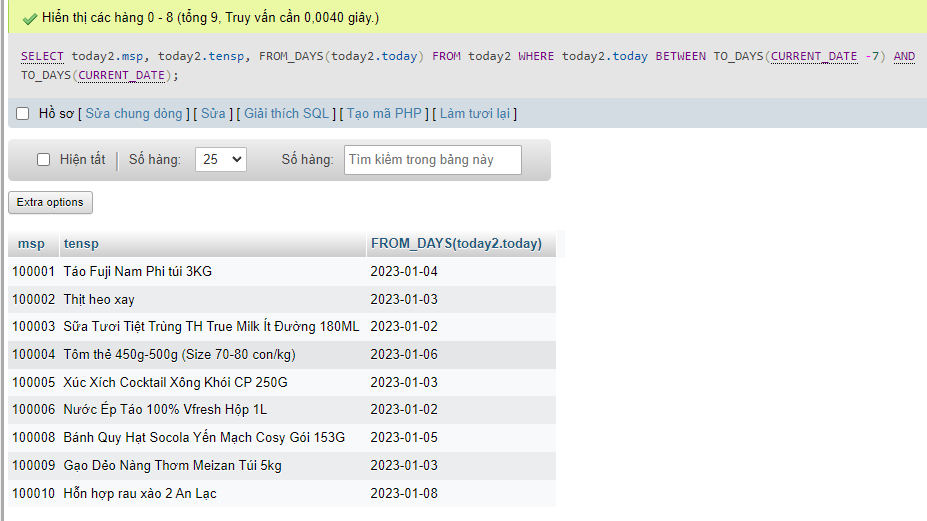 Hiển thị các hàng 0 - 8 (tổng 9, Truy vấn cần 0,0040 giây.)
SELECT today2.msp, today2.tensp, FROM_DAYS(today2.today) FROM today2 WHERE today2.today BETWEEN TO_DAYS(CURRENT_DATE -7) AND
TO_DAYS(CURRENT_DATE);
Hồ sơ [ Sửa chung dòng ] [ Sửa ] [ Giải thích SQL ] [ Tạo mã PHP ] [ Làm tươi lại ]
Hiện tất Số hàng: 25 Số hàng: Tìm kiếm trong bảng này
Extra options
msp tensp FROM_DAYS(today2.today)
100001 Táo Fuji Nam Phi túi 3KG 2023-01-04
100002 Thịt heo xay 2023-01-03
100003 Sữa Tươi Tiệt Trùng TH True Milk Ít Đường 180ML 2023-01-02
100004 Tôm thẻ 450g-500g (Size 70-80 con/kg) 2023-01-06
100005 Xúc Xích Cocktail Xông Khói CP 250G 2023-01-03
100006 Nước Ép Táo 100% Vfresh Hộp 1L 2023-01-02
100008 Bánh Quy Hạt Socola Yến Mạch Cosy Gói 153G 2023-01-05
100009 Gạo Dẻo Nàng Thơm Meizan Túi 5kg 2023-01-03
100010 Hỗn hợp rau xào 2 An Lạc 2023-01-08